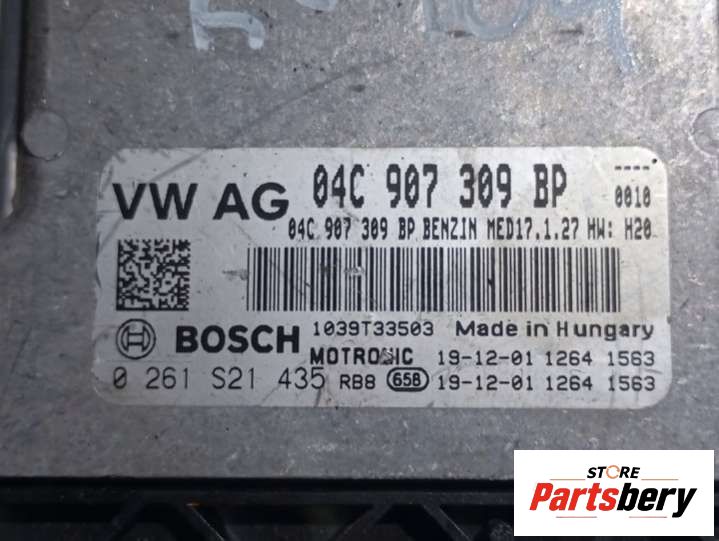 VW AG 04C 907 309 BP ----
0010
04C 907 309 BP BENZIN MED17.1.27 HW: H20
BOSCH 1039T33503 Made in Hungary
MOTRONIC 19-12-01 1264 1563
0 261 S21 435 RB8 658 19-12-01 1264 1563
STORE
Partsbery